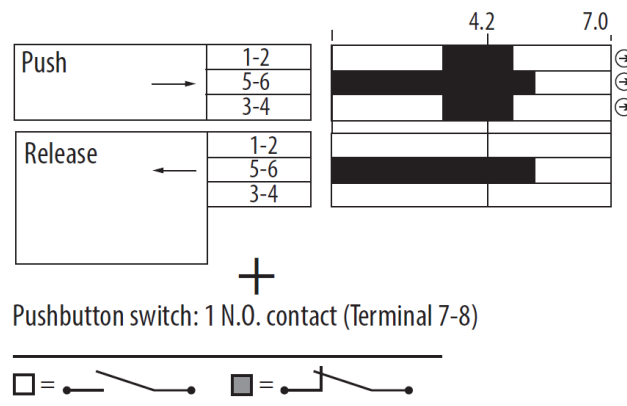 4.2 7.0
Push 1-2
5-6
3-4
Release 1-2
5-6
3-4
+
Pushbutton switch: 1 N.O. contact (Terminal 7-8)
= =